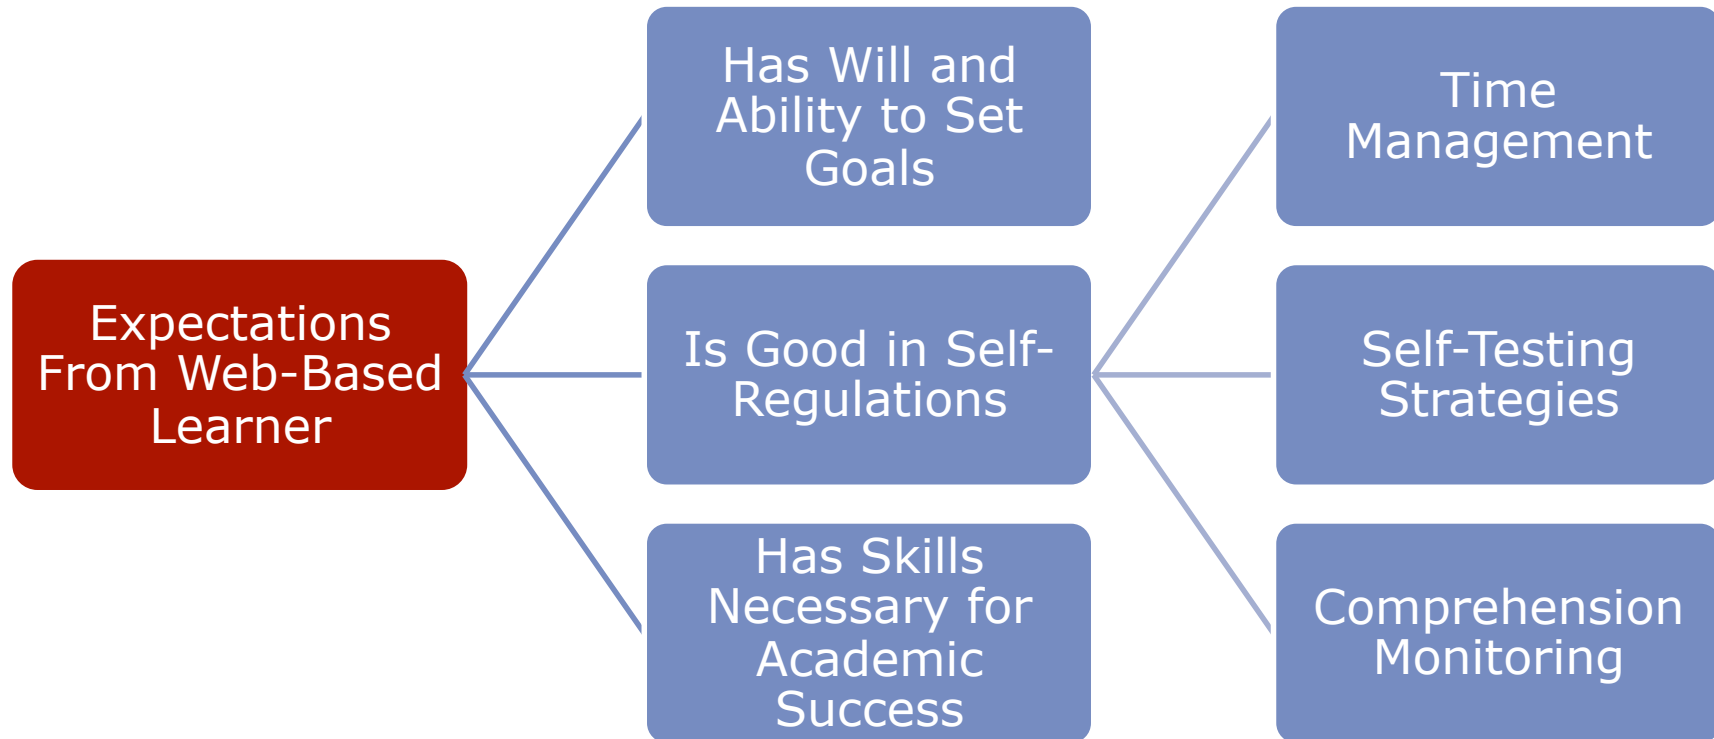 Expectations
From Web-Based
Learner
Has Will and
Ability to Set
Goals
Is Good in Self-
Regulations
Has Skills
Necessary for
Academic
Success
Time
Management
Self-Testing
Strategies
Comprehension
Monitoring